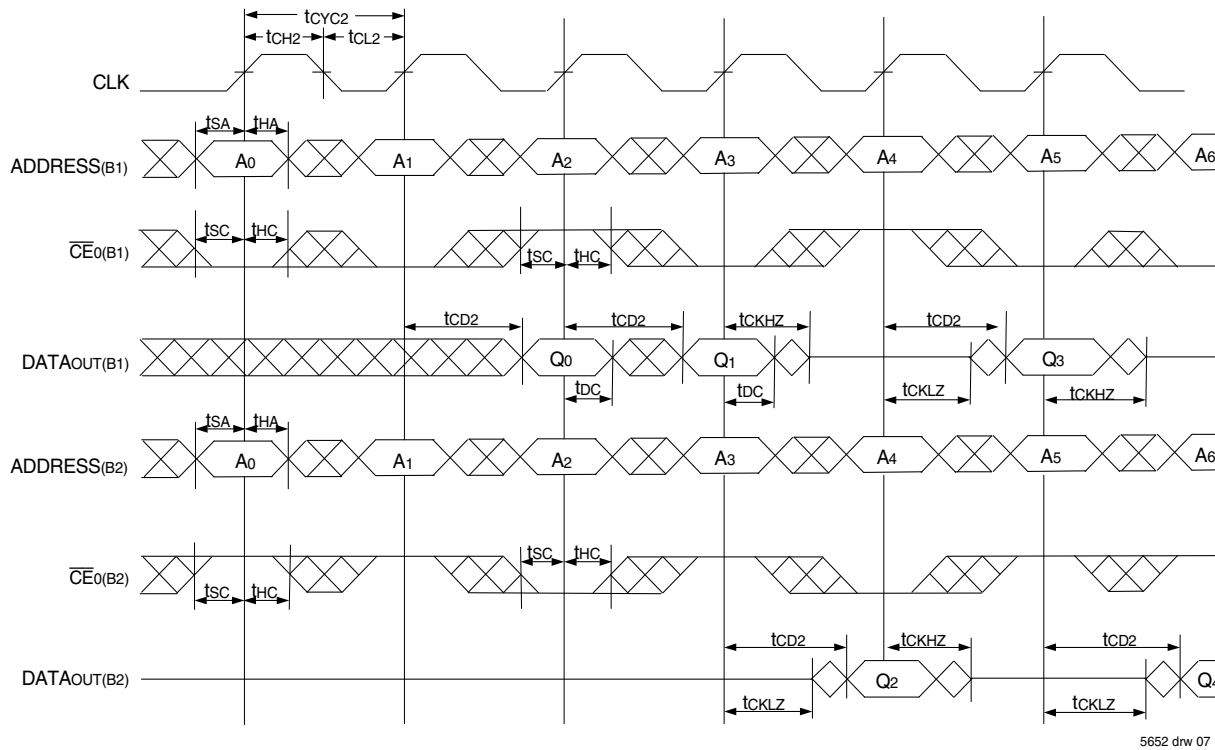 tCYC2
tCH2 tCL2
CLK
tSA tHA
ADDRESS(B1) A0 A1 A2 A3 A4 A5 A6
tSC tHC
CE0(B1)
tSC tHC
tCD2 tCD2 tCKHZ tCD2
DATAOUT(B1) Q0 Q1 Q3
tDC tDC tCKLZ tCKHZ
tSA tHA
ADDRESS(B2) A0 A1 A2 A3 A4 A5 A6
tSC tHC
CE0(B2)
tSC tHC
tCD2 tCKHZ tCD2
DATAOUT(B2) Q2 Q4
tCKLZ tCKLZ
5652 drw 07